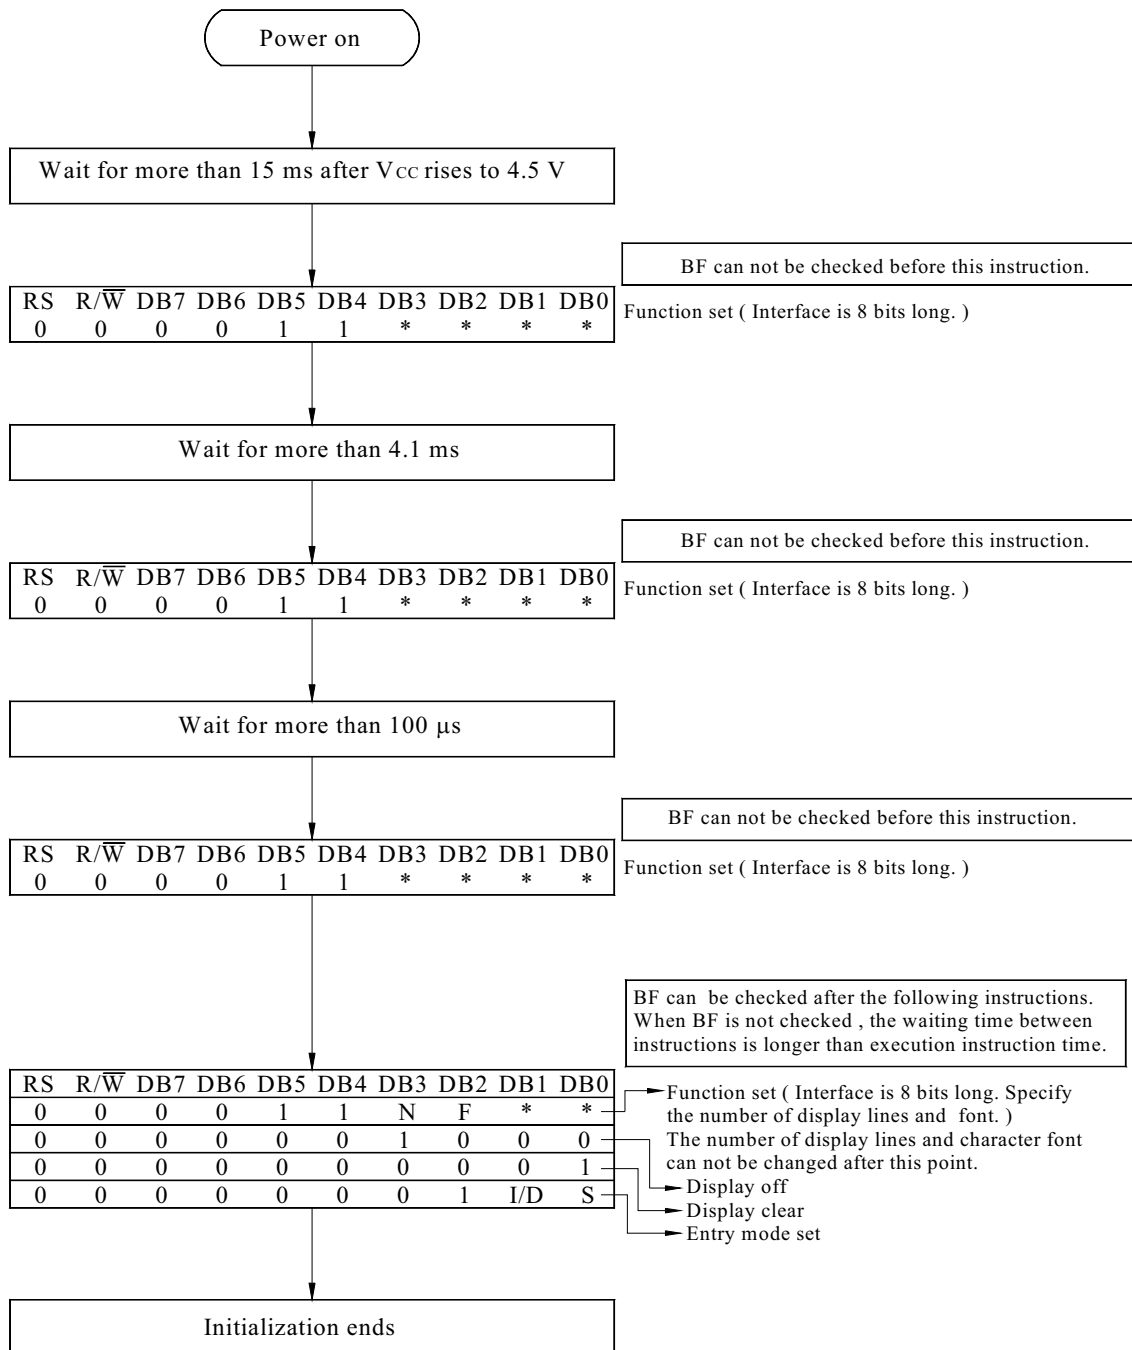 Power on
Wait for more than 15 ms after VCC rises to 4.5 V
BF can not be checked before this instruction.
RS R/W̅ DB7 DB6 DB5 DB4 DB3 DB2 DB1 DB0
0 0 0 0 1 1 * * * *
Function set ( Interface is 8 bits long. )
Wait for more than 4.1 ms
BF can not be checked before this instruction.
RS R/W̅ DB7 DB6 DB5 DB4 DB3 DB2 DB1 DB0
0 0 0 0 1 1 * * * *
Function set ( Interface is 8 bits long. )
Wait for more than 100 μs
BF can not be checked before this instruction.
RS R/W̅ DB7 DB6 DB5 DB4 DB3 DB2 DB1 DB0
0 0 0 0 1 1 * * * *
Function set ( Interface is 8 bits long. )
BF can be checked after the following instructions.
When BF is not checked , the waiting time between
instructions is longer than execution instruction time.
RS R/W̅ DB7 DB6 DB5 DB4 DB3 DB2 DB1 DB0
0 0 0 0 1 1 N F * *
0 0 0 0 0 0 1 0 0 0
0 0 0 0 0 0 0 0 0 1
0 0 0 0 0 0 0 1 I/D S
Function set ( Interface is 8 bits long. Specify
the number of display lines and font. )
The number of display lines and character font
can not be changed after this point.
Display off
Display clear
Entry mode set
Initialization ends